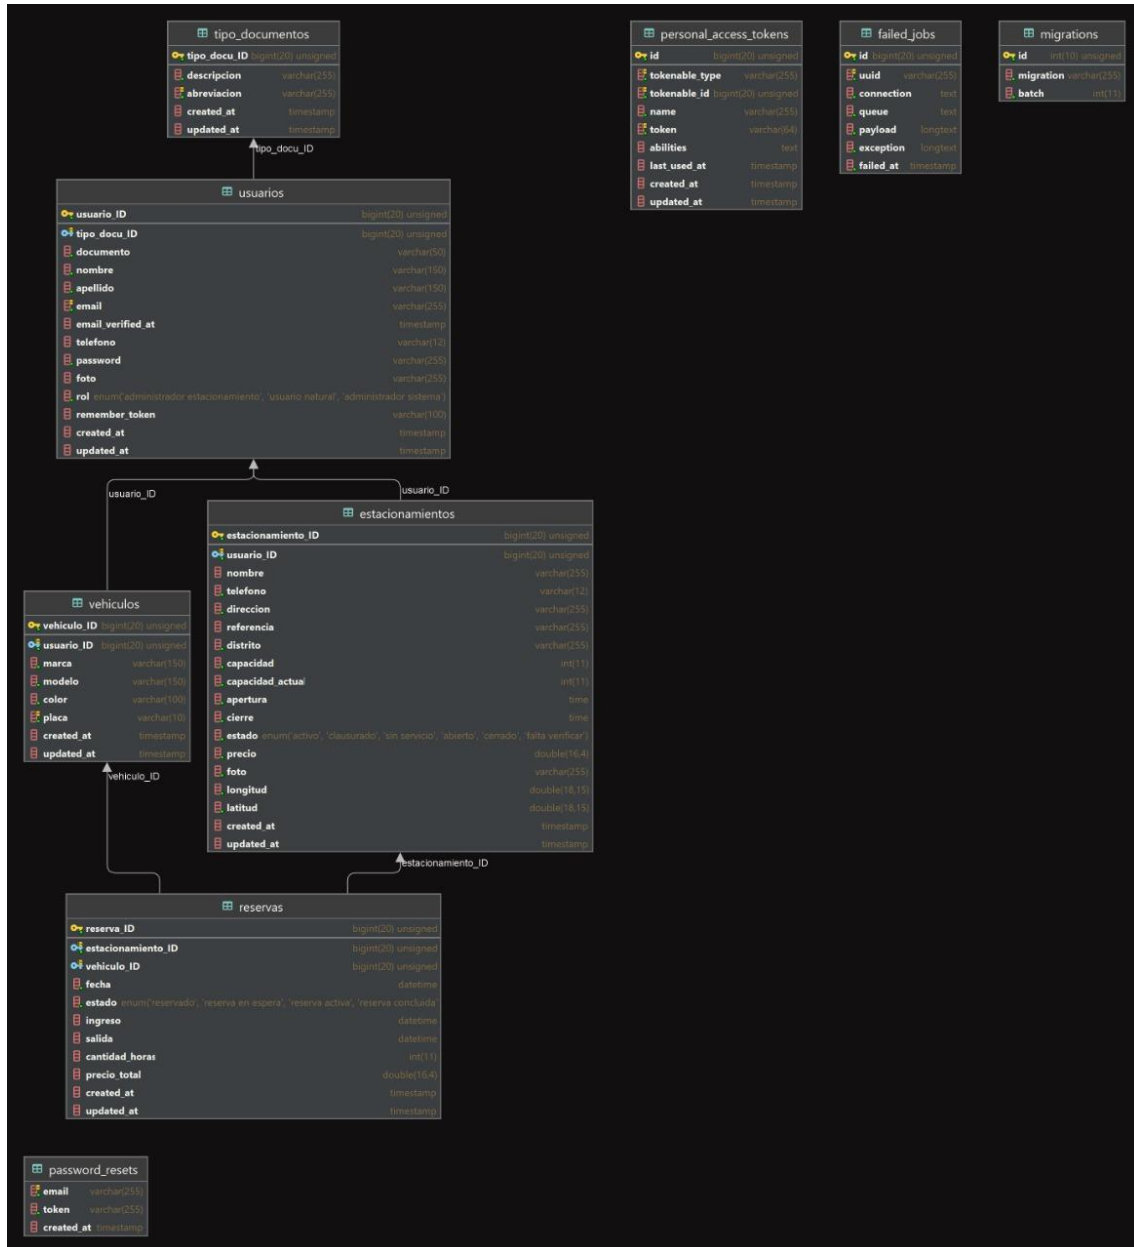 tipo_documentos
tipo_docu_ID bigint(20) unsigned
descripcion varchar(255)
abreviacion varchar(255)
created_at timestamp
updated_at timestamp
tipo_docu_ID
personal_access_tokens
id bigint(20) unsigned
tokenable_type varchar(255)
tokenable_id bigint(20) unsigned
name varchar(255)
token varchar(64)
abilities text
last_used_at timestamp
created_at timestamp
updated_at timestamp
failed_jobs
id bigint(20) unsigned
uuid varchar(255)
connection text
queue text
payload longtext
exception longtext
failed_at timestamp
migrations
id int(10) unsigned
migration varchar(255)
batch int(11)
usuarios
usuario_ID bigint(20) unsigned
tipo_docu_ID bigint(20) unsigned
documento varchar(50)
nombre varchar(150)
apellido varchar(150)
email varchar(255)
email_verified_at timestamp
telefono varchar(12)
password varchar(255)
foto varchar(255)
rol enum('administrador estacionamiento', 'usuario natural', 'administrador sistema')
remember_token varchar(100)
created_at timestamp
updated_at timestamp
usuario_ID
usuario_ID
estacionamientos
estacionamiento_ID bigint(20) unsigned
usuario_ID bigint(20) unsigned
nombre varchar(255)
telefono varchar(12)
direccion varchar(255)
referencia varchar(255)
distrito varchar(255)
capacidad int(11)
capacidad_actual int(11)
apertura time
cierre time
estado enum('activo', 'clausurado', 'sin servicio', 'abierto', 'cerrado', 'falta verificar')
precio double(16,4)
foto varchar(255)
longitud double(18,15)
latitud double(18,15)
created_at timestamp
updated_at timestamp
vehiculos
vehiculo_ID bigint(20) unsigned
usuario_ID bigint(20) unsigned
marca varchar(150)
modelo varchar(150)
color varchar(100)
placa varchar(10)
created_at timestamp
updated_at timestamp
vehiculo_ID
estacionamiento_ID
reservas
reserva_ID bigint(20) unsigned
estacionamiento_ID bigint(20) unsigned
vehiculo_ID bigint(20) unsigned
fecha datetime
estado enum('reservado', 'reserva en espera', 'reserva activa', 'reserva concluida'
ingreso datetime
salida datetime
cantidad_horas int(11)
precio_total double(16,4)
created_at timestamp
updated_at timestamp
password_resets
email varchar(255)
token varchar(255)
created_at timestamp